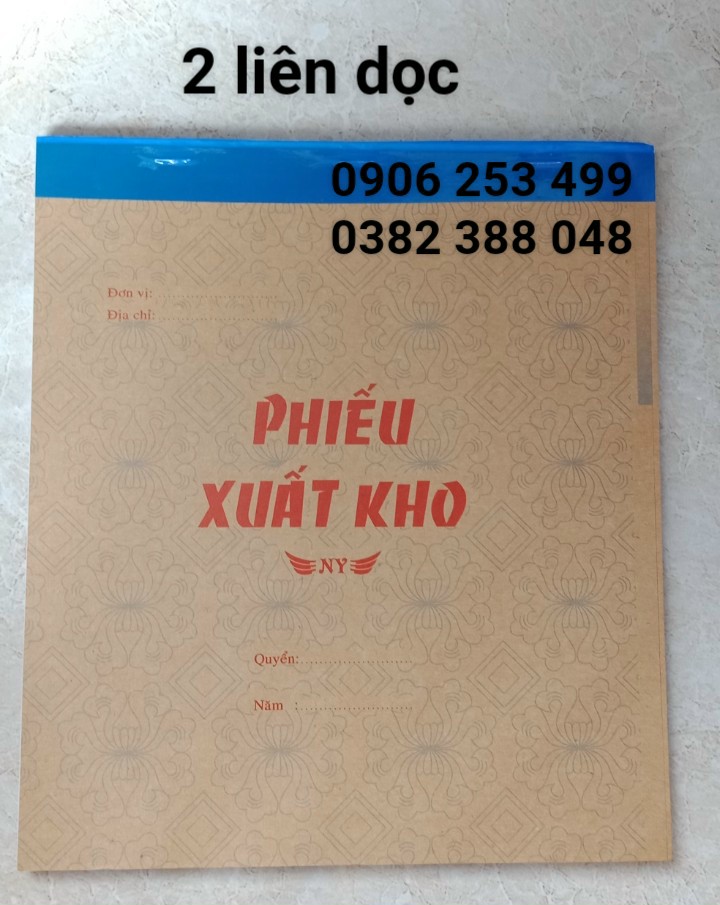 2 liên dọc
0906 253 499
0382 388 048
Đơn vị:
Địa chỉ:
PHIẾU
XUẤT KHO
NY
Quyển:
Năm :